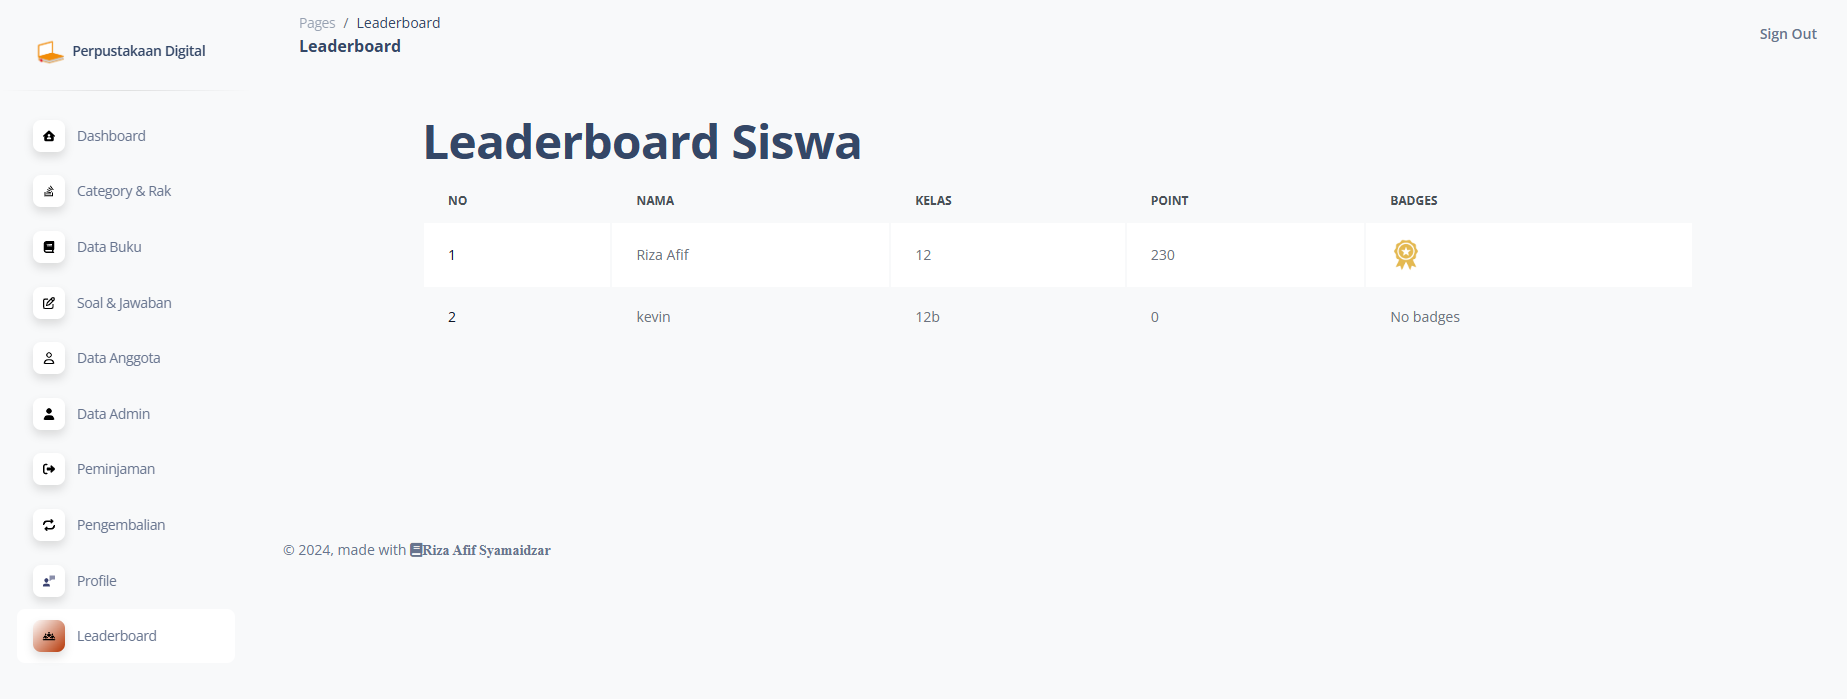 Perpustakaan Digital
Dashboard
Category & Rak
Data Buku
Soal & Jawaban
Data Anggota
Data Admin
Peminjaman
Pengembalian
Profile
Leaderboard
Pages / Leaderboard
Leaderboard
Sign Out
Leaderboard Siswa
NO NAMA KELAS POINT BADGES
1 Riza Afif 12 230
2 kevin 12b 0 No badges
© 2024, made with Riza Afif Syamaidzar